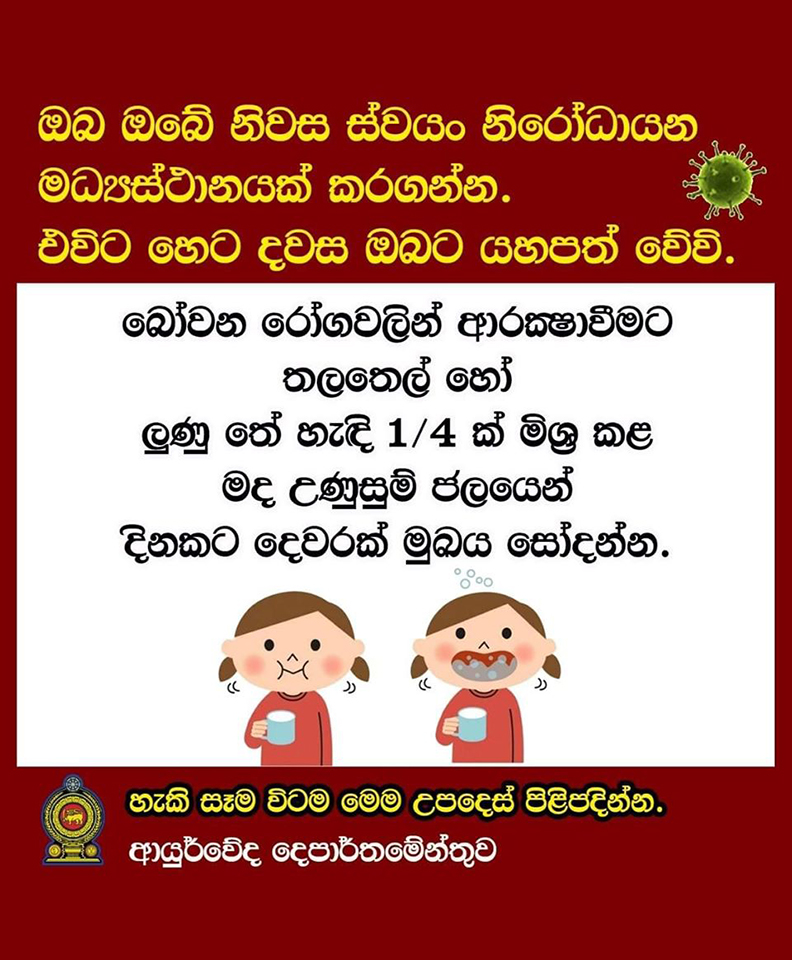 ඔබ ඔබේ නිවස ස්වයං නිරෝධායන
මධ්‍යස්ථානයක් කරගන්න.
එවිට හෙට දවස ඔබට යහපත් වේවි.
බෝවන රෝගවලින් ආරක්ෂාවීමට
තලතෙල් හෝ
ලුණු තේ හැඳි 1/4 ක් මිශ්‍ර කළ
මද උණුසුම් ජලයෙන්
දිනකට දෙවරක් මුඛය සෝදන්න.
හැකි සෑම විටම මෙම උපදෙස් පිළිපදින්න.
ආයුර්වේද දෙපාර්තමේන්තුව